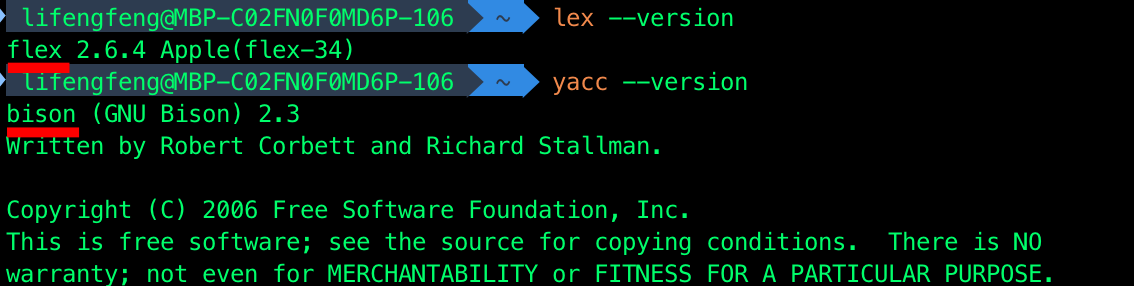 lifengfeng@MBP-C02FN0F0MD6P-106 ~ lex --version
flex 2.6.4 Apple(flex-34)
lifengfeng@MBP-C02FN0F0MD6P-106 ~ yacc --version
bison (GNU Bison) 2.3
Written by Robert Corbett and Richard Stallman.
Copyright (C) 2006 Free Software Foundation, Inc.
This is free software; see the source for copying conditions.  There is NO
warranty; not even for MERCHANTABILITY or FITNESS FOR A PARTICULAR PURPOSE.